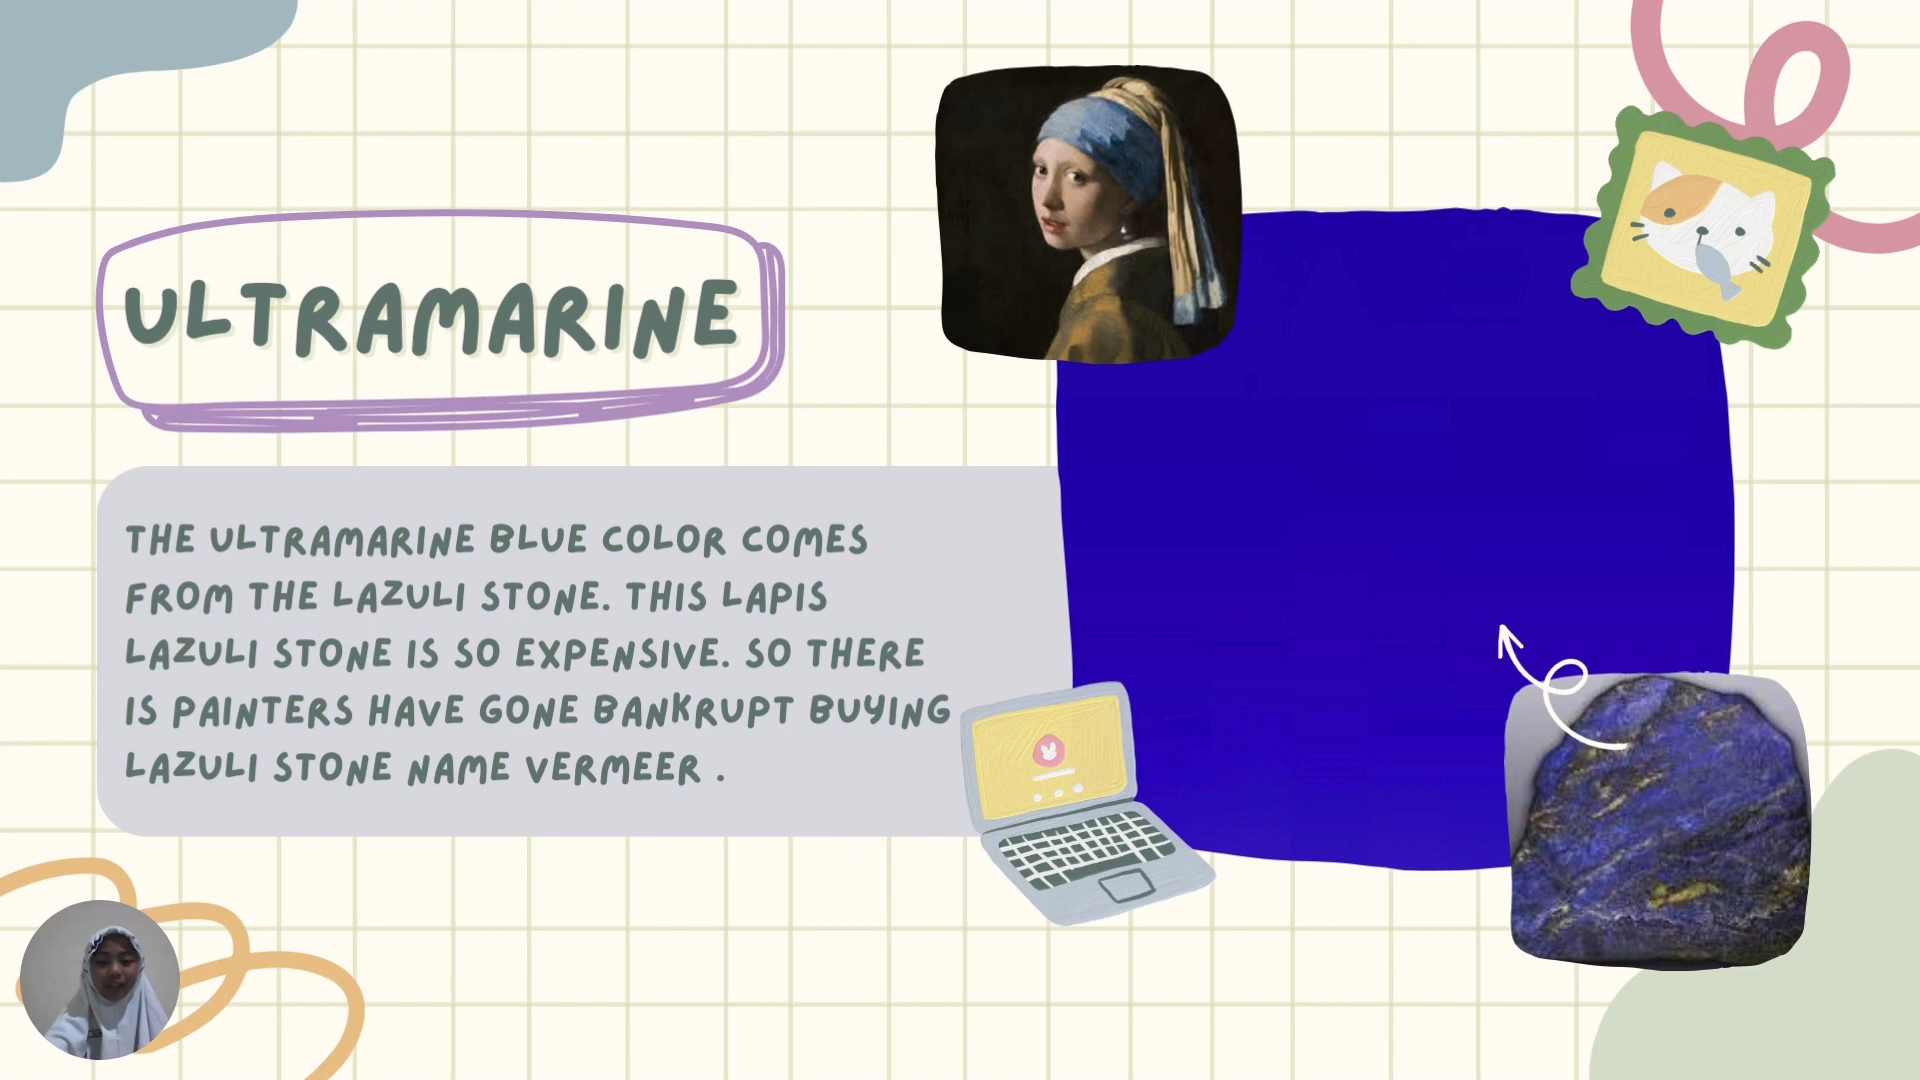 ULTRAMARINE
THE ULTRAMARINE BLUE COLOR COMES
FROM THE LAZULI STONE. THIS LAPIS
LAZULI STONE IS SO EXPENSIVE. SO THERE
IS PAINTERS HAVE GONE BANKRUPT BUYING
LAZULI STONE NAME VERMEER .